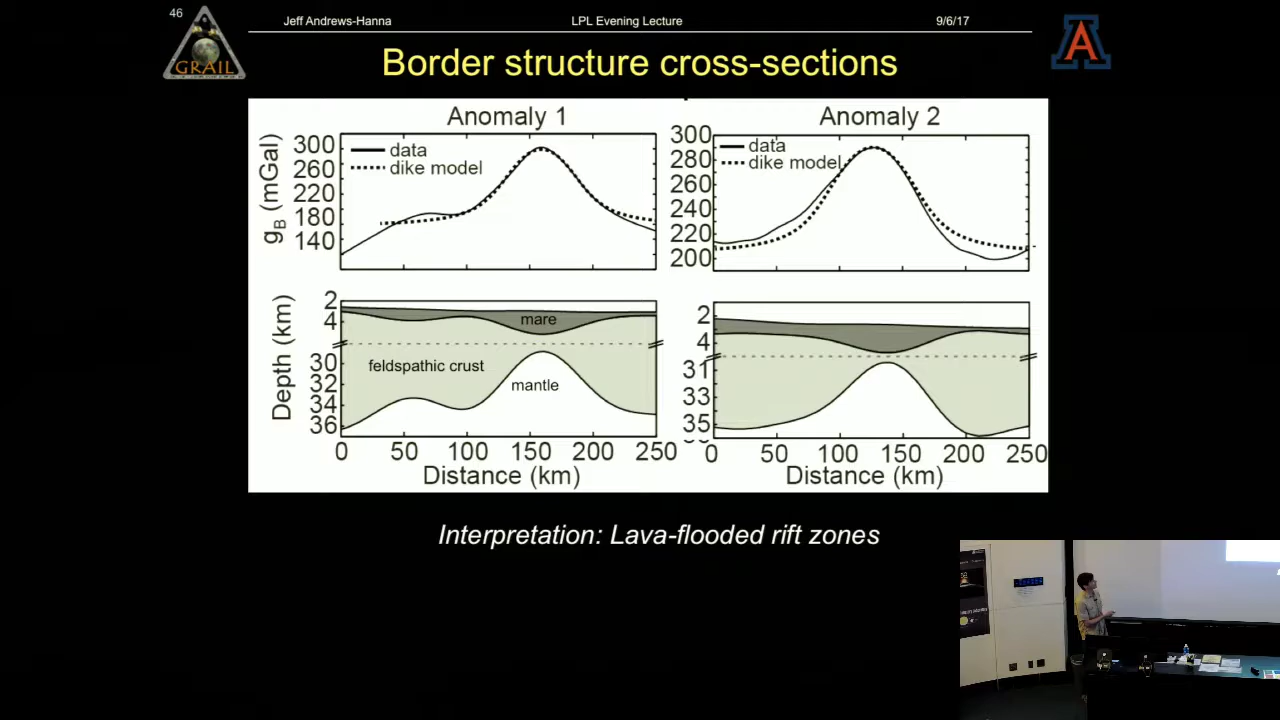 46
Jeff Andrews-Hanna
LPL Evening Lecture
9/6/17
GRAIL
A
Border structure cross-sections
Anomaly 1
Anomaly 2
gB (mGal)
300
260
220
180
140
data
dike model
300
280
260
240
220
200
data
dike model
Depth (km)
2
4
30
32
34
36
mare
feldspathic crust
mantle
2
4
31
33
35
0 50 100 150 200 250
Distance (km)
0 50 100 150 200 250
Distance (km)
Interpretation: Lava-flooded rift zones